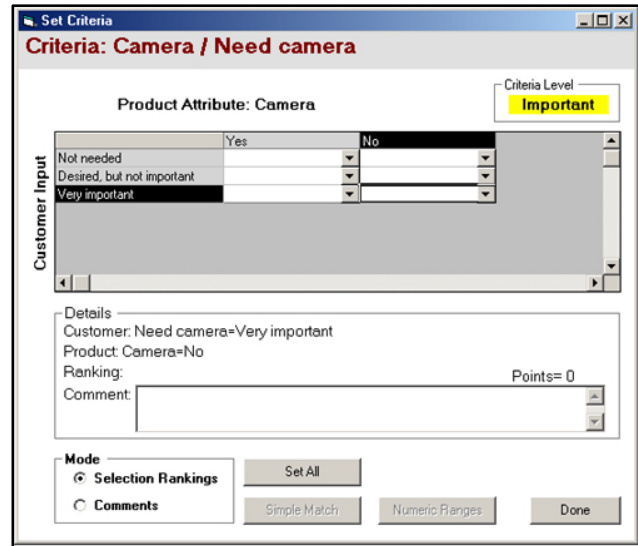 Set Criteria
Criteria: Camera / Need camera
Criteria Level
Product Attribute: Camera
Important
Yes No
Customer Input
Not needed
Desired, but not important
Very important
Details
Customer: Need camera=Very important
Product: Camera=No
Ranking:
Points= 0
Comment:
Mode
Selection Rankings
Comments
Set All
Simple Match
Numeric Ranges
Done